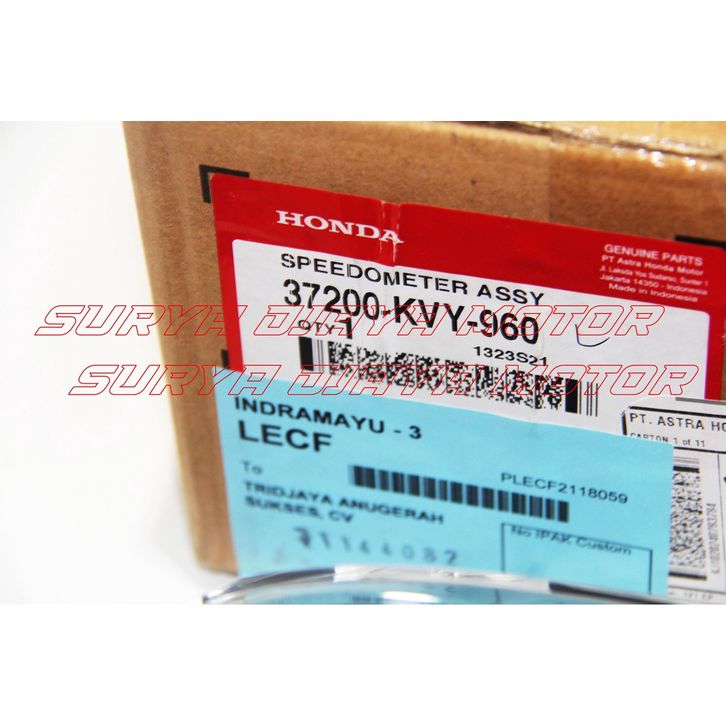 HONDA
GENUINE PARTS
PT Astra Honda Motor
Jl. Laksda Yos Sudarso, Sunter 1
Jakarta 14350 - Indonesia
Made in Indonesia
SPEEDOMETER ASSY
37200-KVY-960
QTY 1
1323S21
SURYA DJAYA MOTOR
SURYA DJAYA MOTOR
INDRAMAYU - 3
LECF
PLECF2118059
To
TRIDJAYA ANUGERAH
SUKSES, CV
No IPAK Custom
PT. ASTRA HO
CARTON 1 of 11